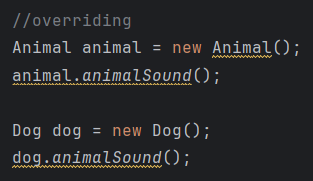 //overriding
Animal animal = new Animal();
animal.animalSound();
Dog dog = new Dog();
dog.animalSound();